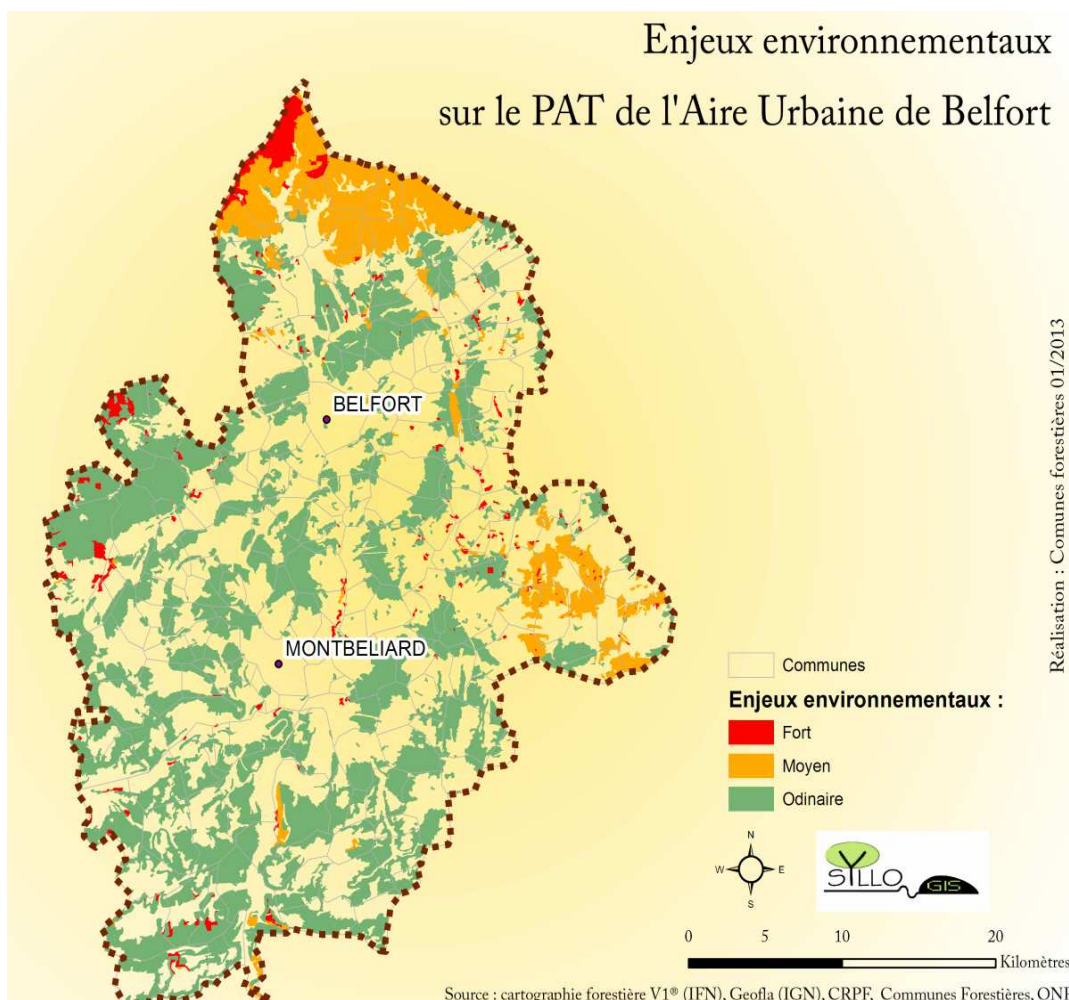 Enjeux environnementaux
sur le PAT de l'Aire Urbaine de Belfort
BELFORT
MONTBELIARD
Réalisation : Comunes forestières 01/2013
Communes
Enjeux environnementaux :
Fort
Moyen
Odinaire
N
W E
S
SYLLO GIS
0 5 10 20
Kilomètres
Source : cartographie forestière V1® (IFN), Geofla (IGN), CRPF, Communes Forestières, ONF